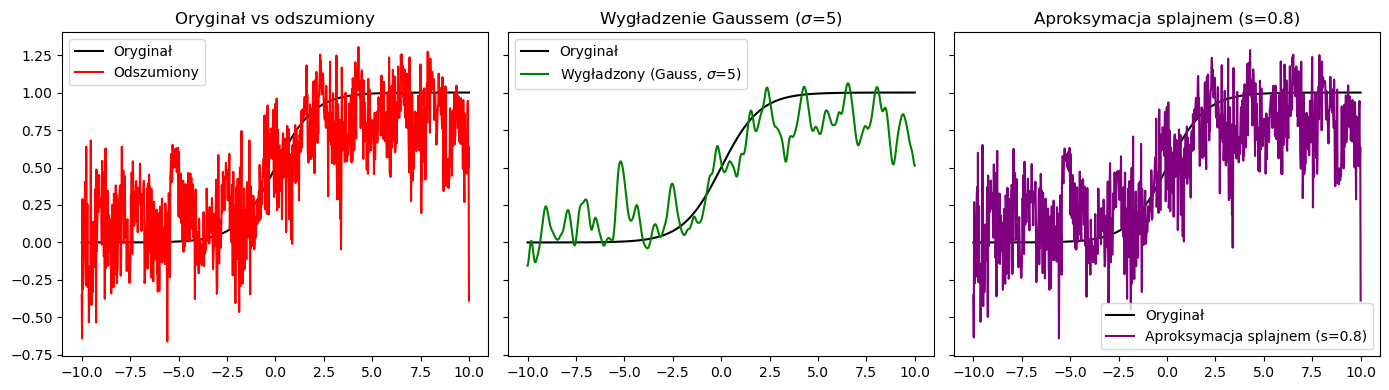 Oryginał vs odszumiony
Oryginał
Odszumiony
1.25
1.00
0.75
0.50
0.25
0.00
−0.25
−0.50
−0.75
−10.0 −7.5 −5.0 −2.5 0.0 2.5 5.0 7.5 10.0
Wygładzenie Gaussem (σ=5)
Oryginał
Wygładzony (Gauss, σ=5)
−10.0 −7.5 −5.0 −2.5 0.0 2.5 5.0 7.5 10.0
Aproksymacja splajnem (s=0.8)
Oryginał
Aproksymacja splajnem (s=0.8)
−10.0 −7.5 −5.0 −2.5 0.0 2.5 5.0 7.5 10.0